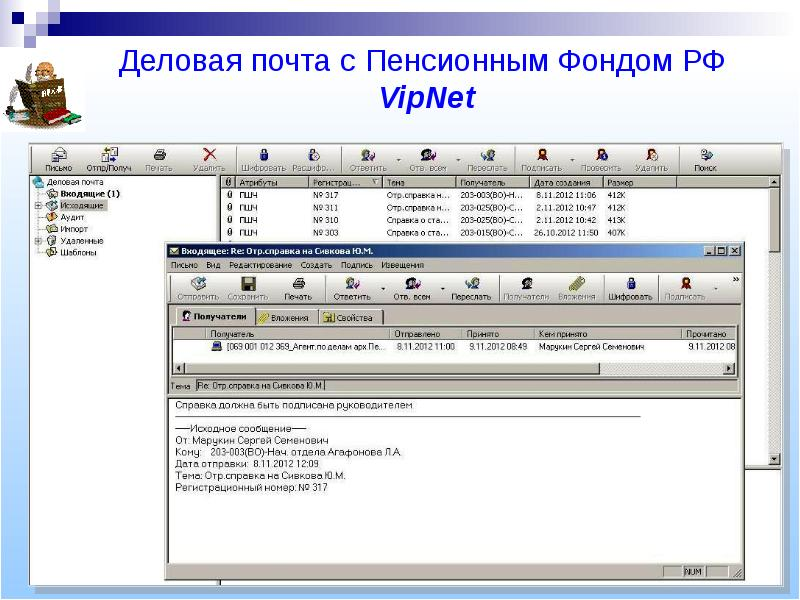 Деловая почта с Пенсионным Фондом РФ
VipNet
Письмо Отпр/Получ Печать Удалить Шифровать Расшифр... Ответить Отв. всем Переслать Подписать Проверить Удалить Поиск
Деловая почта
Входящие (1)
Исходящие
Аудит
Импорт
Удаленные
Шаблоны
Атрибуты Регистрац... Тема Получатель Дата создания Размер
ПШЧ № 317 Отр.справка н... 203-003(ВО)-Н... 8.11.2012 11:06 412K
ПШЧ № 311 Отр.справка н... 203-025(ВО)-С... 2.11.2012 10:47 412K
ПШЧ № 310 Справка о ста... 203-025(ВО)-С... 2.11.2012 10:42 413K
ПШЧ № 303 Справка о ста... 203-015(ВО)-С... 26.10.2012 11:50 407K
Входящее: Re: Отр.справка на Сивкова Ю.М.
Письмо Вид Редактирование Создать Подпись Извещения
Отправить Сохранить Печать Ответить Отв. всем Переслать Получатели Вложения Шифровать Подписать »
Получатели Вложения Свойства
Получатель Отправлено Принято Кем принято Прочитано
[069 001 012 369_Агент.по делам арх Пе... 8.11.2012 11:00 9.11.2012 08:49 Марукин Сергей Семенович 9.11.2012 08
Тема Re: Отр.справка на Сивкова Ю.М.
Справка должна быть подписана руководителем
-----Исходное сообщение-----
От: Марукин Сергей Семенович
Кому: 203-003(ВО)-Нач. отдела Агафонова Л.А.
Дата отправки: 8.11.2012 12:09
Тема: Отр.справка на Сивкова Ю.М.
Регистрационный номер: № 317
NUM